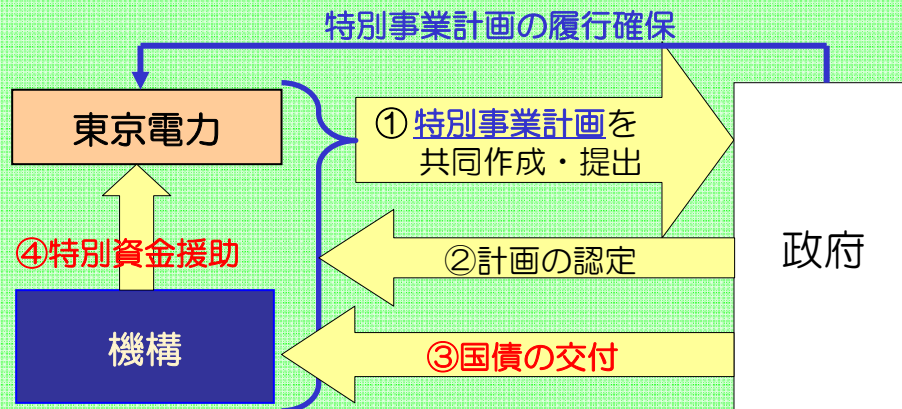 特別事業計画の履行確保
東京電力
①特別事業計画を
共同作成・提出
④特別資金援助
②計画の認定
政府
機構
③国債の交付